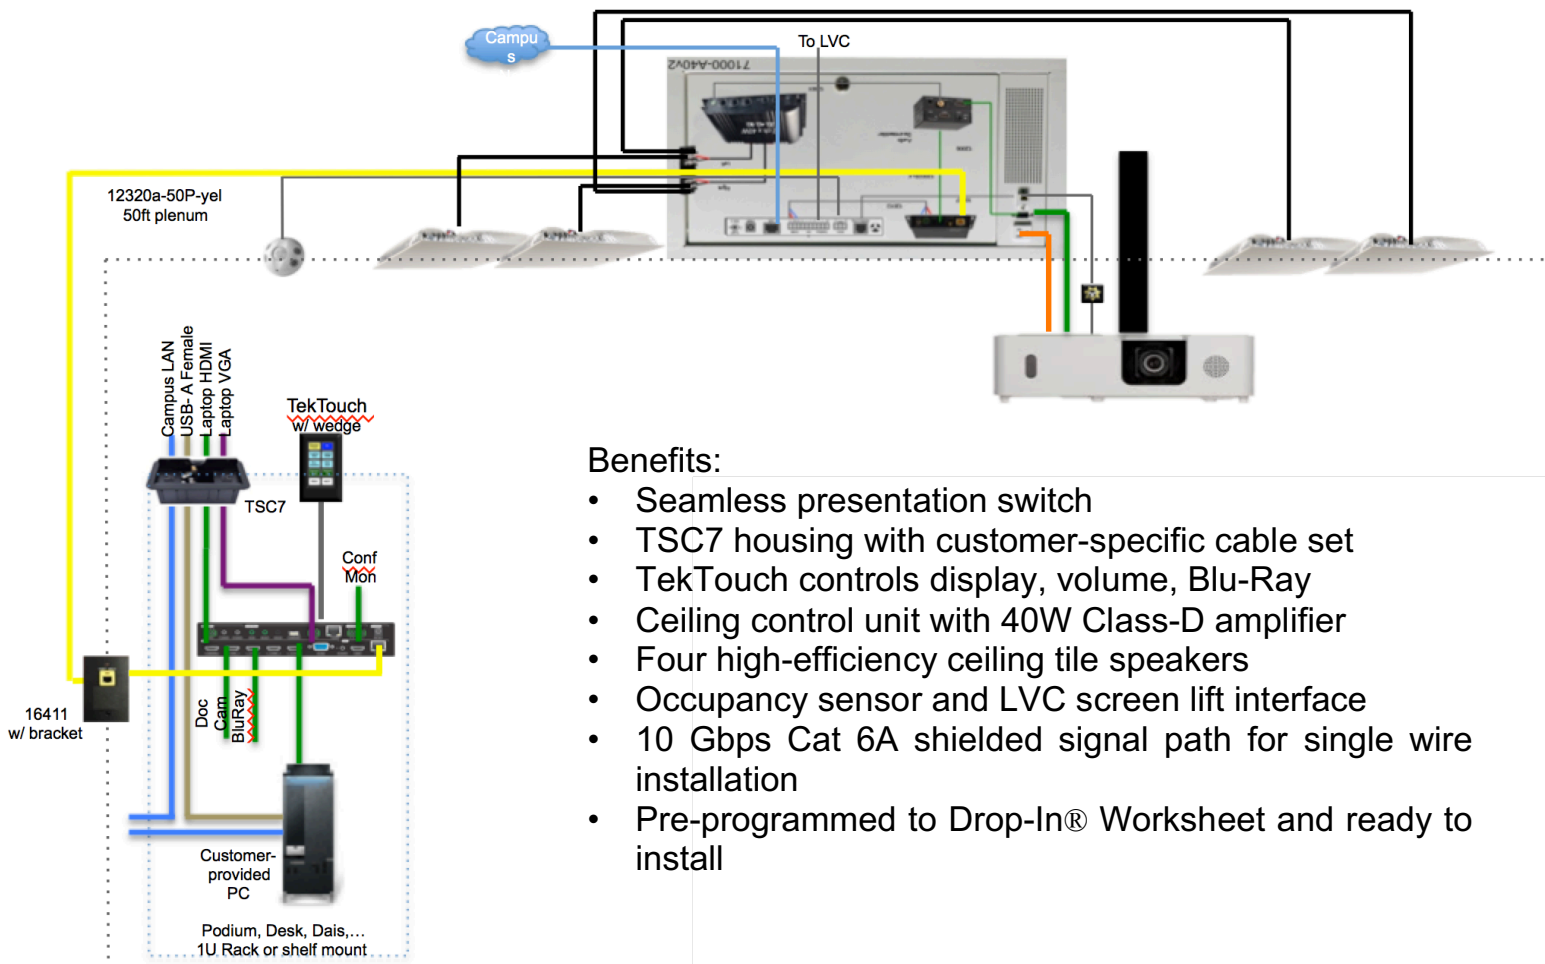 Campu
s
To LVC
71000-A40v2
12320a-50P-yel
50ft plenum
Campus LAN
USB- A Female
Laptop HDMI
Laptop VGA
TekTouch
w/ wedge
TSC7
Conf
Mon
16411
w/ bracket
Doc
Cam
BluRay
Customer-
provided
PC
Podium, Desk, Dais,…
1U Rack or shelf mount
Benefits:
• Seamless presentation switch
• TSC7 housing with customer-specific cable set
• TekTouch controls display, volume, Blu-Ray
• Ceiling control unit with 40W Class-D amplifier
• Four high-efficiency ceiling tile speakers
• Occupancy sensor and LVC screen lift interface
• 10 Gbps Cat 6A shielded signal path for single wire
installation
• Pre-programmed to Drop-In® Worksheet and ready to
install